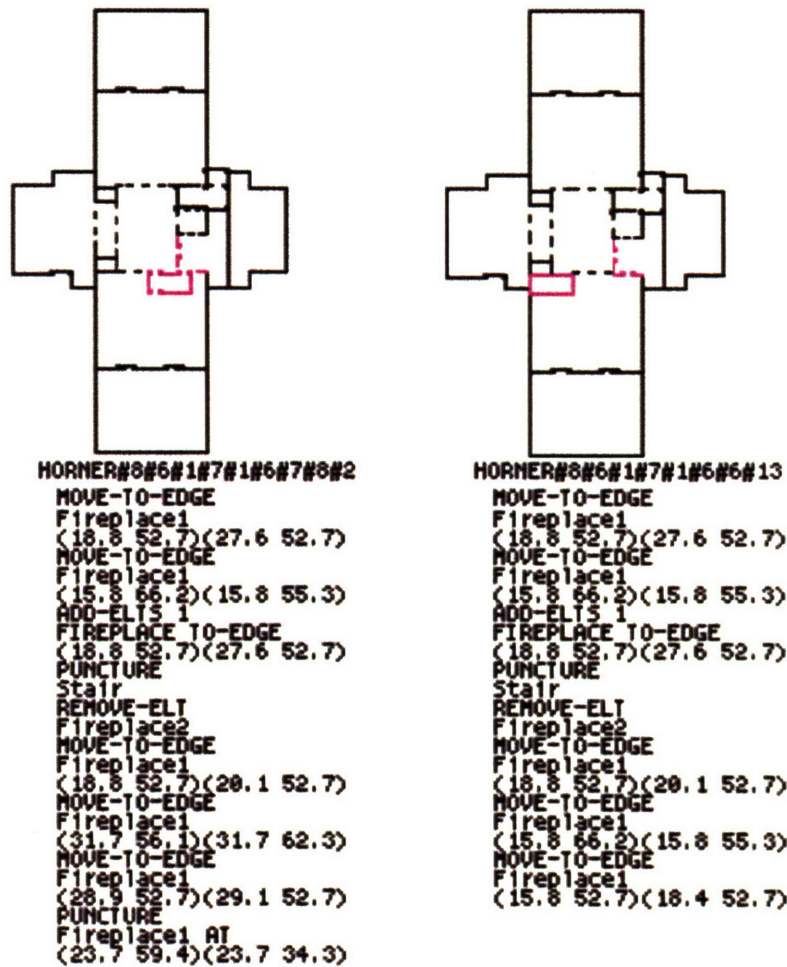 HORNER#8#6#1#7#1#6#7#8#2
MOVE-TO-EDGE
Fireplace1
(18.8 52.7)(27.6 52.7)
MOVE-TO-EDGE
Fireplace1
(15.8 66.2)(15.8 55.3)
ADD-ELTS 1
FIREPLACE TO-EDGE
(18.8 52.7)(27.6 52.7)
PUNCTURE
Stair
REMOVE-ELT
Fireplace2
MOVE-TO-EDGE
Fireplace1
(18.8 52.7)(20.1 52.7)
MOVE-TO-EDGE
Fireplace1
(31.7 56.1)(31.7 62.3)
MOVE-TO-EDGE
Fireplace1
(28.9 52.7)(29.1 52.7)
PUNCTURE
Fireplace1 AT
(23.7 59.4)(23.7 34.3)
HORNER#8#6#1#7#1#6#6#13
MOVE-TO-EDGE
Fireplace1
(18.8 52.7)(27.6 52.7)
MOVE-TO-EDGE
Fireplace1
(15.8 66.2)(15.8 55.3)
ADD-ELTS 1
FIREPLACE TO-EDGE
(18.8 52.7)(27.6 52.7)
PUNCTURE
Stair
REMOVE-ELT
Fireplace2
MOVE-TO-EDGE
Fireplace1
(18.8 52.7)(20.1 52.7)
MOVE-TO-EDGE
Fireplace1
(15.8 66.2)(15.8 55.3)
MOVE-TO-EDGE
Fireplace1
(15.8 52.7)(18.4 52.7)